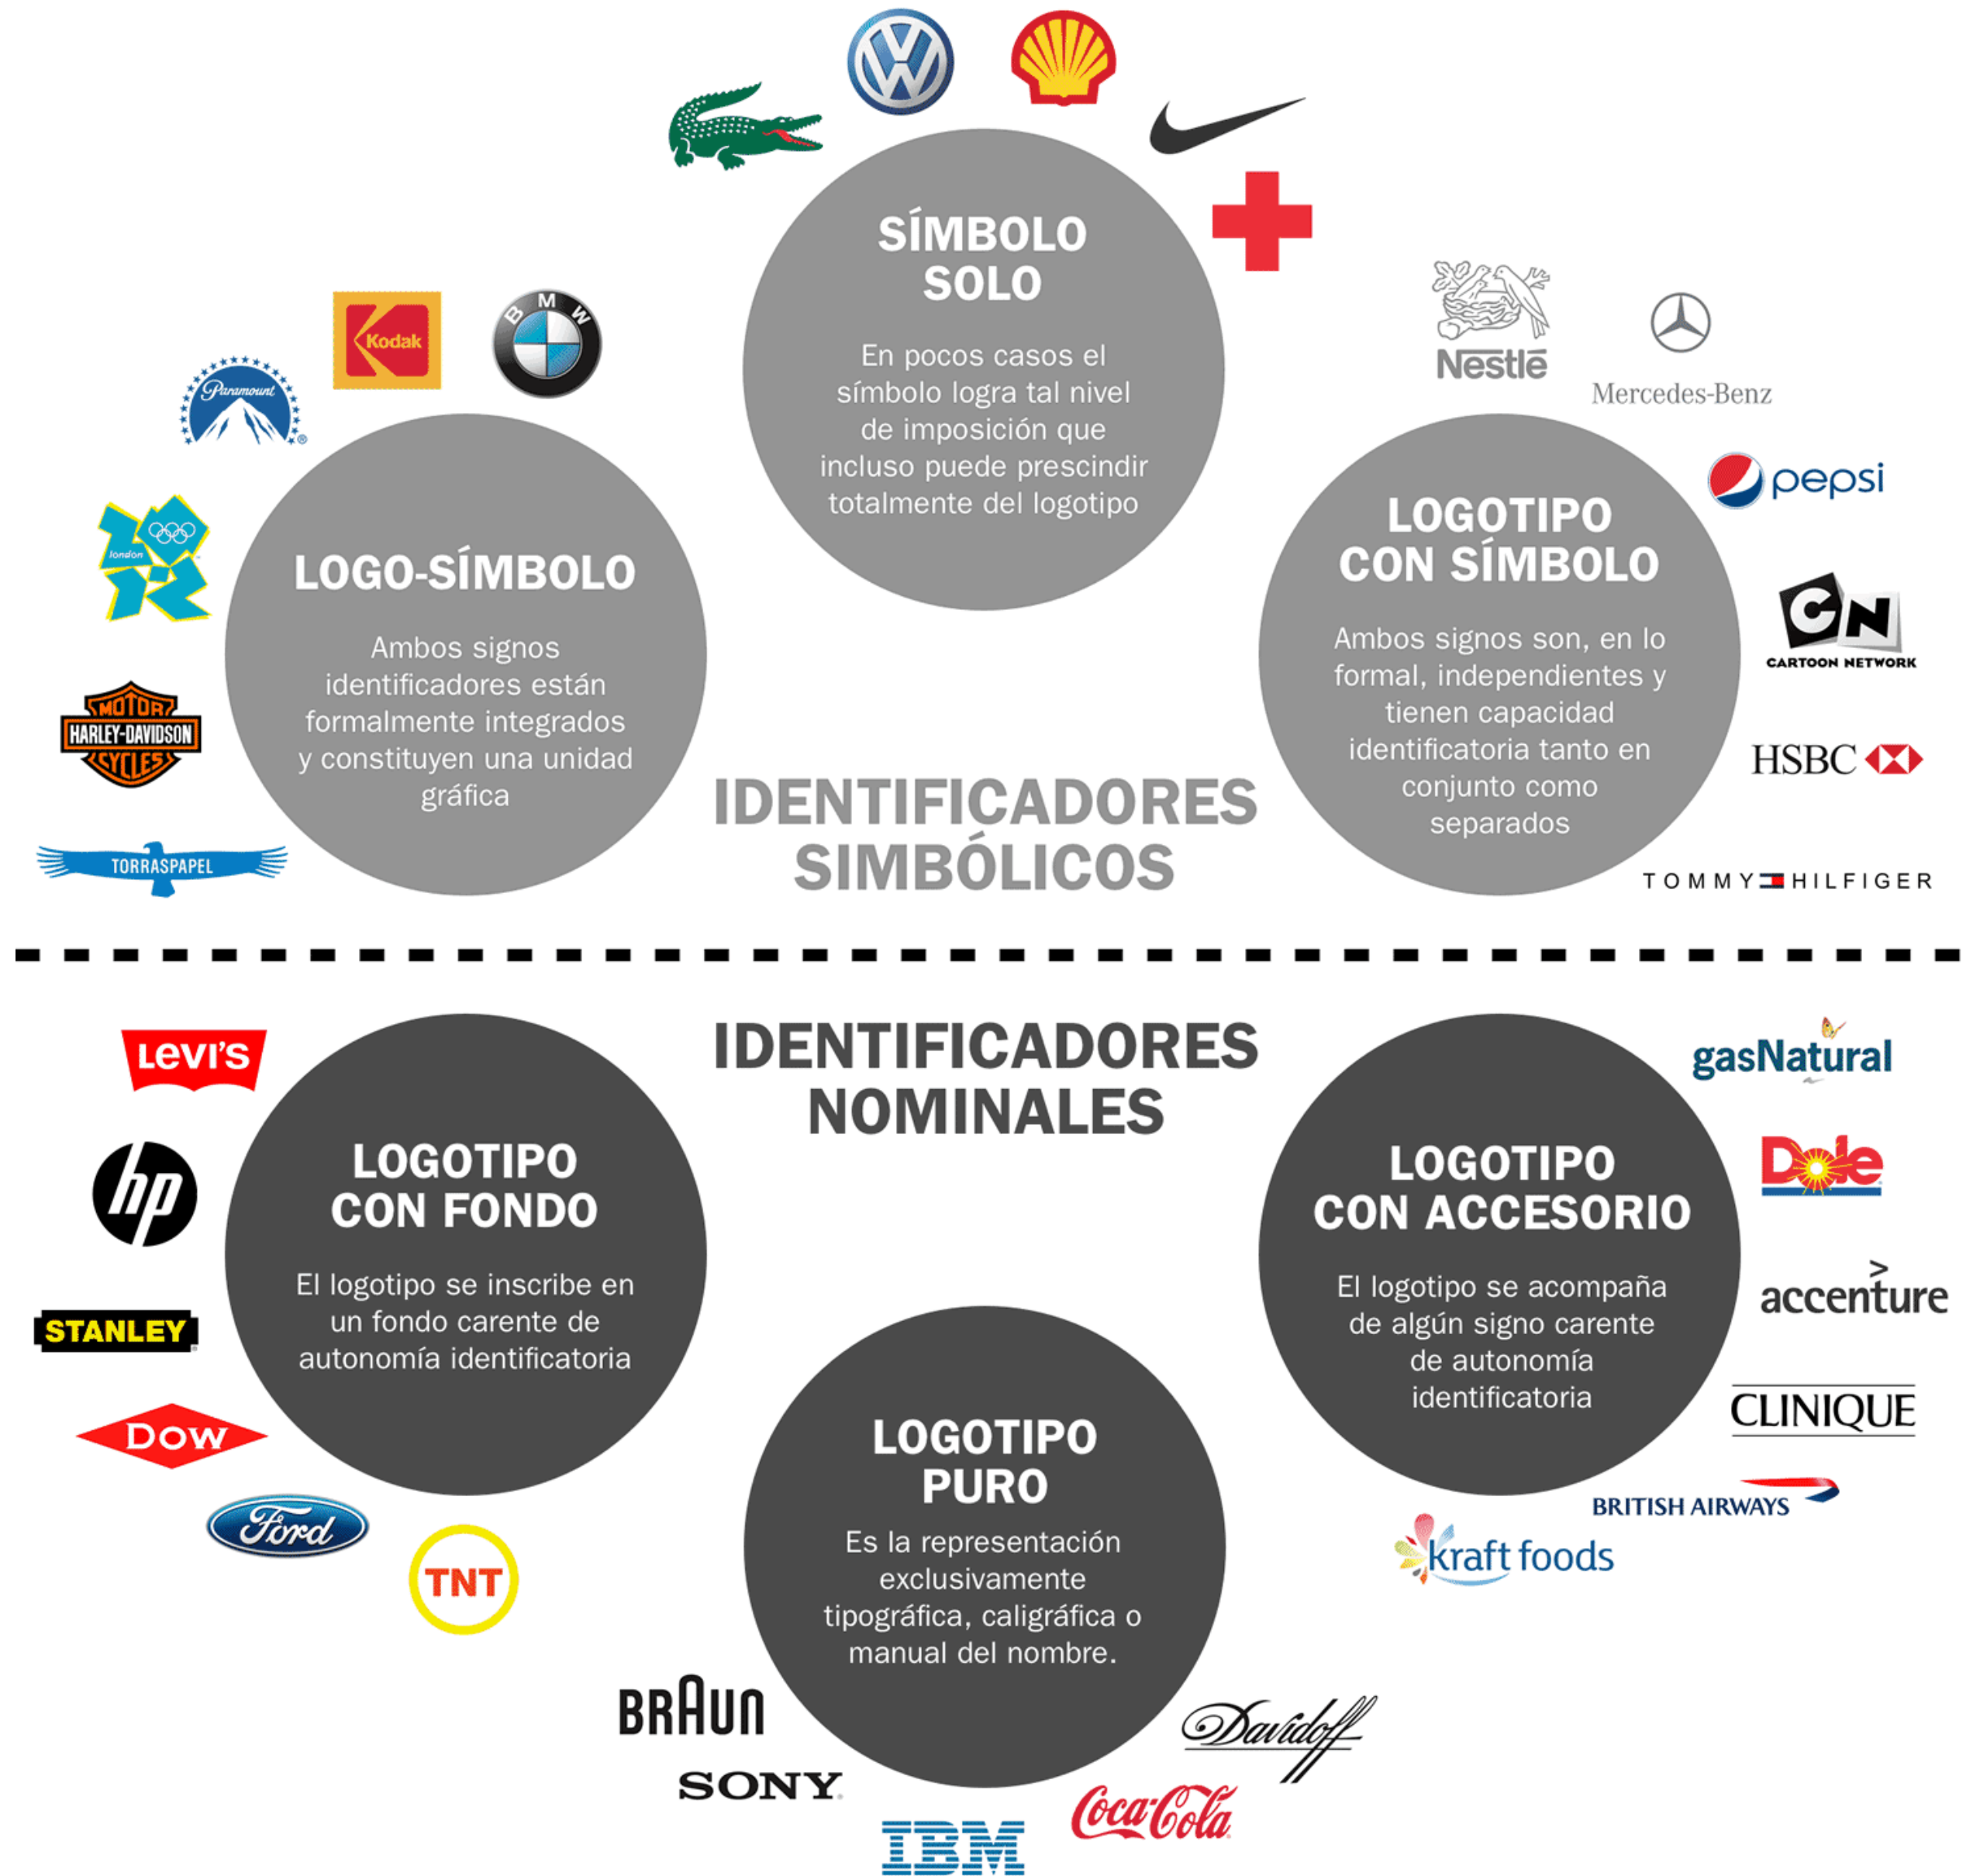 SÍMBOLO
SOLO
En pocos casos el
símbolo logra tal nivel
de imposición que
incluso puede prescindir
totalmente del logotipo
Kodak
BMW
Paramount
london
MOTOR
HARLEY-DAVIDSON
CYCLES
TORRASPAPEL
LOGO-SÍMBOLO
Ambos signos
identificadores están
formalmente integrados
y constituyen una unidad
gráfica
Nestlé
Mercedes-Benz
pepsi
CN
CARTOON NETWORK
HSBC
TOMMY HILFIGER
LOGOTIPO
CON SÍMBOLO
Ambos signos son, en lo
formal, independientes y
tienen capacidad
identificatoria tanto en
conjunto como
separados
IDENTIFICADORES
SIMBÓLICOS
IDENTIFICADORES
NOMINALES
LEVI'S
hp
STANLEY
DOW
Ford
TNT
LOGOTIPO
CON FONDO
El logotipo se inscribe en
un fondo carente de
autonomía identificatoria
gasNatural
Dole
accenture
CLINIQUE
BRITISH AIRWAYS
kraft foods
LOGOTIPO
CON ACCESORIO
El logotipo se acompaña
de algún signo carente
de autonomía
identificatoria
LOGOTIPO
PURO
Es la representación
exclusivamente
tipográfica, caligráfica o
manual del nombre.
BRAUN
SONY
IBM
Coca-Cola
Davidoff